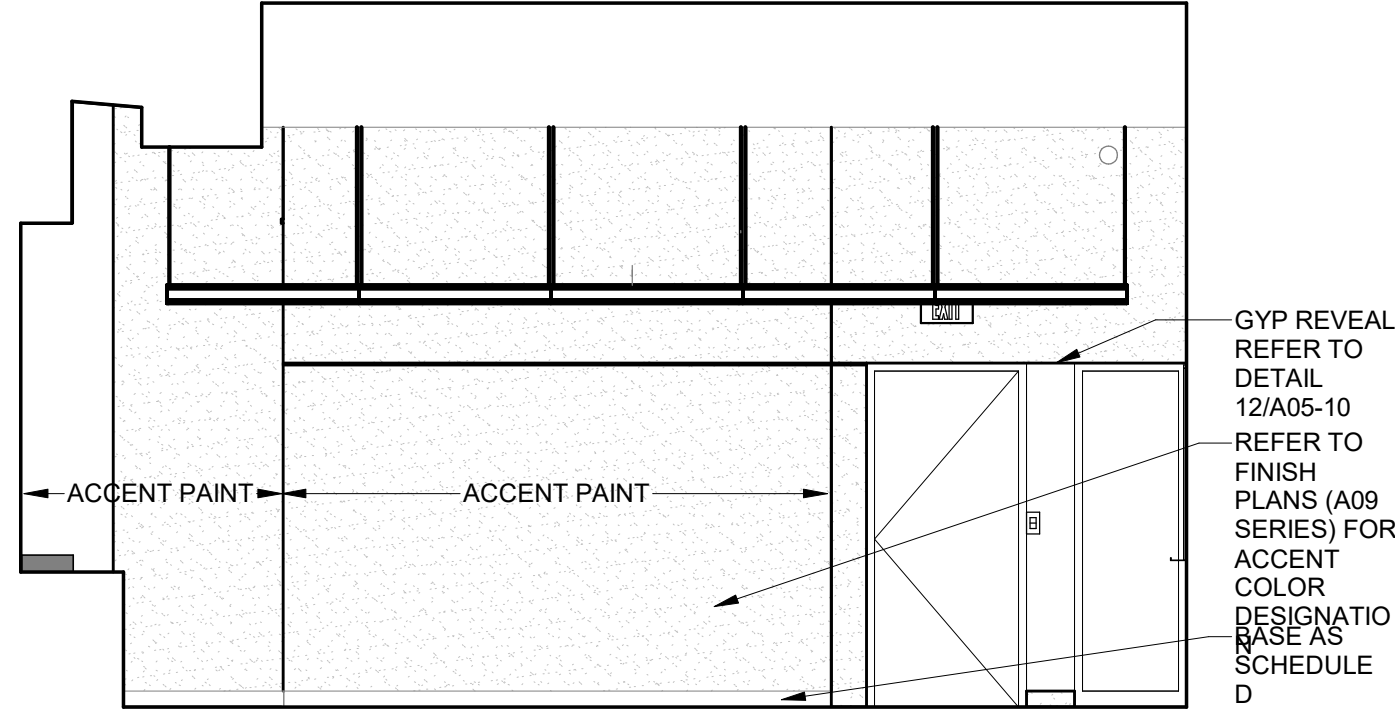 EXIT
GYP REVEAL
REFER TO
DETAIL
12/A05-10
REFER TO
FINISH
PLANS (A09
SERIES) FOR
ACCENT
COLOR
DESIGNATIO
N
BASE AS
SCHEDULE
D
ACCENT PAINT
ACCENT PAINT